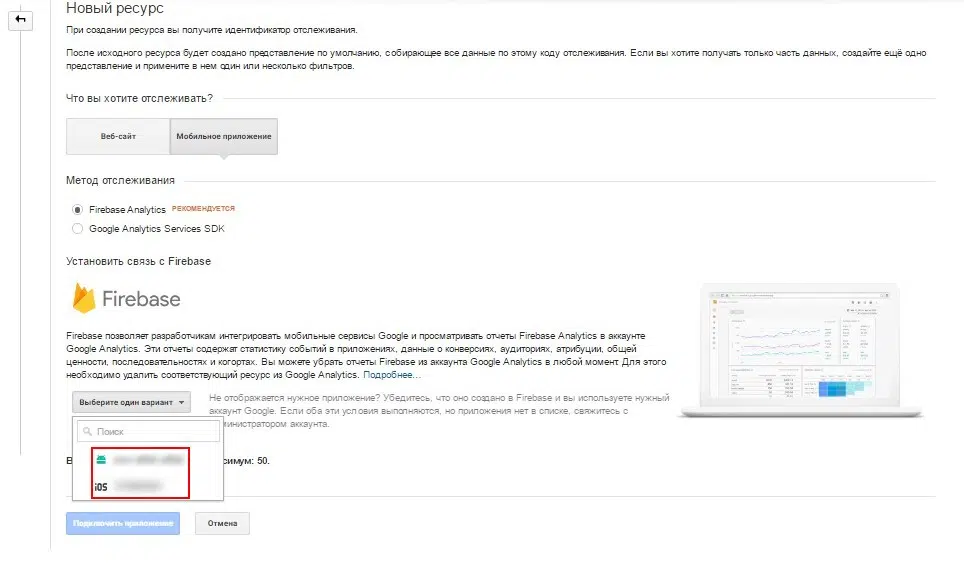 Новый ресурс
При создании ресурса вы получите идентификатор отслеживания.
После исходного ресурса будет создано представление по умолчанию, собирающее все данные по этому коду отслеживания. Если вы хотите получать только часть данных, создайте ещё одно
представление и примените в нем один или несколько фильтров.
Что вы хотите отслеживать?
Веб-сайт Мобильное приложение
Метод отслеживания
Firebase Analytics РЕКОМЕНДУЕТСЯ
Google Analytics Services SDK
Установить связь с Firebase
Firebase
Firebase позволяет разработчикам интегрировать мобильные сервисы Google и просматривать отчеты Firebase Analytics в аккаунте
Google Analytics. Эти отчеты содержат статистику событий в приложениях, данные о конверсиях, аудиториях, атрибуции, общей
ценности, последовательностях и когортах. Вы можете убрать отчеты Firebase из аккаунта Google Analytics в любой момент Для этого
необходимо удалить соответствующий ресурс из Google Analytics. Подробнее...
Выберите один вариант
Не отображается нужное приложение? Убедитесь, что оно создано в Firebase и вы используете нужный
аккаунт Google. Если оба эти условия выполняются, но приложения нет в списке, свяжитесь с
дминистратором аккаунта.
Поиск
В симум: 50.
iOS
Подключить приложение Отмена